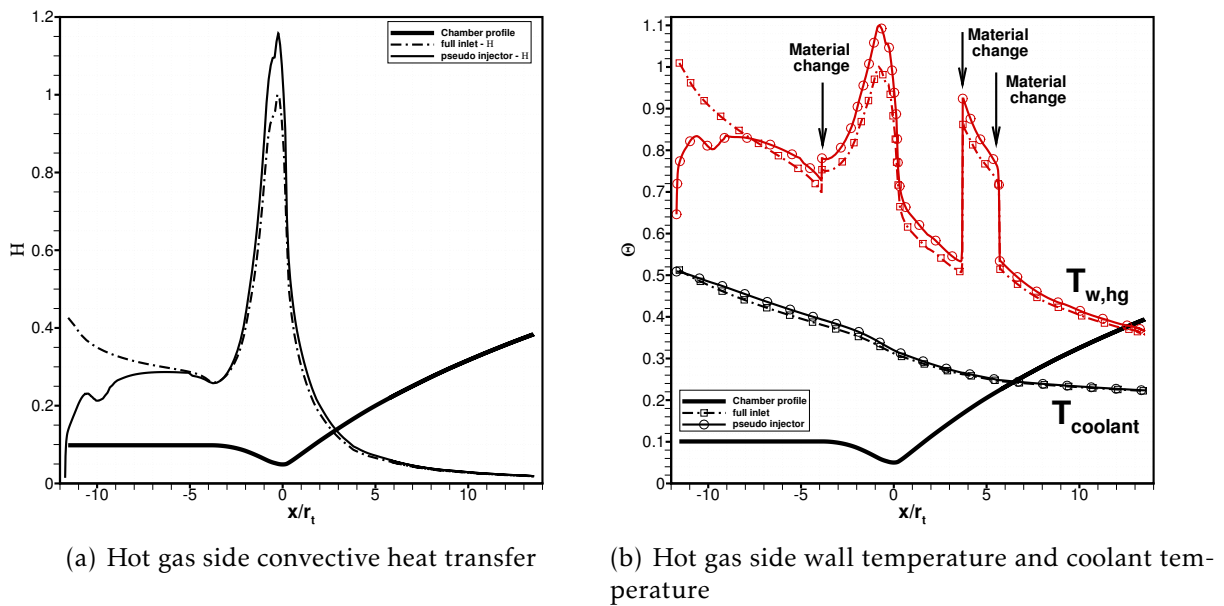 1.2
1
0.8
0.6
0.4
0.2
0
H
-10
-5
0
5
10
x/r_t
Chamber profile
full inlet - H
pseudo injector - H
(a) Hot gas side convective heat transfer
1.1
1
0.9
0.8
0.7
0.6
0.5
0.4
0.3
0.2
0.1
0
Θ
-10
-5
0
5
10
x/r_t
Material
change
Material
change
Material
change
T_w,hg
T_coolant
Chamber profile
full inlet
pseudo injector
(b) Hot gas side wall temperature and coolant tem-
perature